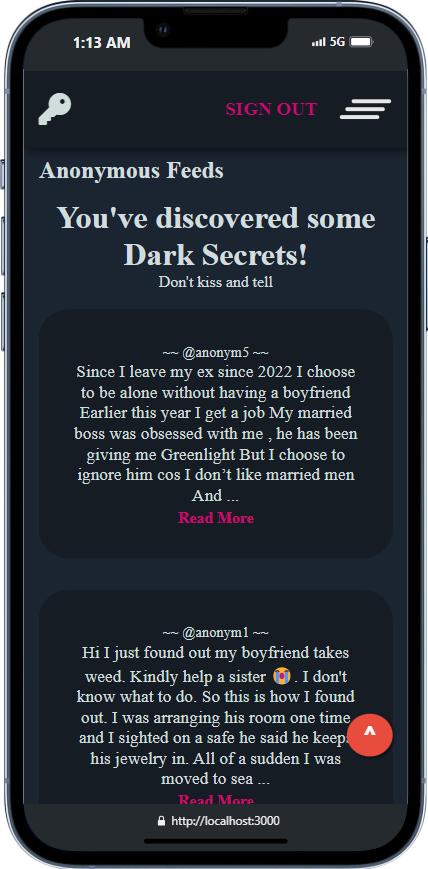 1:13 AM 5G
SIGN OUT
Anonymous Feeds
You've discovered some
Dark Secrets!
Don't kiss and tell
~~ @anonym5 ~~
Since I leave my ex since 2022 I choose
to be alone without having a boyfriend
Earlier this year I get a job My married
boss was obsessed with me , he has been
giving me Greenlight But I choose to
ignore him cos I don’t like married men
And ...
Read More
~~ @anonym1 ~~
Hi I just found out my boyfriend takes
weed. Kindly help a sister 😭 . I don't
know what to do. So this is how I found
out. I was arranging his room one time
and I sighted on a safe he said he keeps
his jewelry in. All of a sudden I was
moved to sea ...
Read More
^
http://localhost:3000